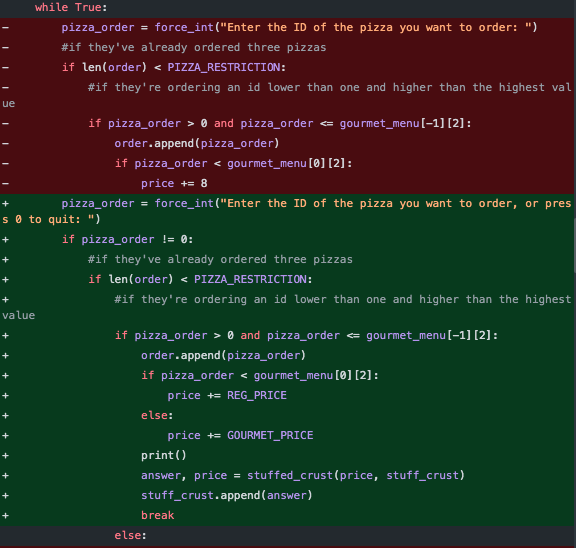 while True:
-        pizza_order = force_int("Enter the ID of the pizza you want to order: ")
-        #if they've already ordered three pizzas
-        if len(order) < PIZZA_RESTRICTION:
-            #if they're ordering an id lower than one and higher than the highest val
ue
-            if pizza_order > 0 and pizza_order <= gourmet_menu[-1][2]:
-                order.append(pizza_order)
-                if pizza_order < gourmet_menu[0][2]:
-                    price += 8
+        pizza_order = force_int("Enter the ID of the pizza you want to order, or pres
s 0 to quit: ")
+        if pizza_order != 0:
+            #if they've already ordered three pizzas
+            if len(order) < PIZZA_RESTRICTION:
+                #if they're ordering an id lower than one and higher than the highest
value
+                if pizza_order > 0 and pizza_order <= gourmet_menu[-1][2]:
+                    order.append(pizza_order)
+                    if pizza_order < gourmet_menu[0][2]:
+                        price += REG_PRICE
+                    else:
+                        price += GOURMET_PRICE
+                    print()
+                    answer, price = stuffed_crust(price, stuff_crust)
+                    stuff_crust.append(answer)
+                    break
                else: